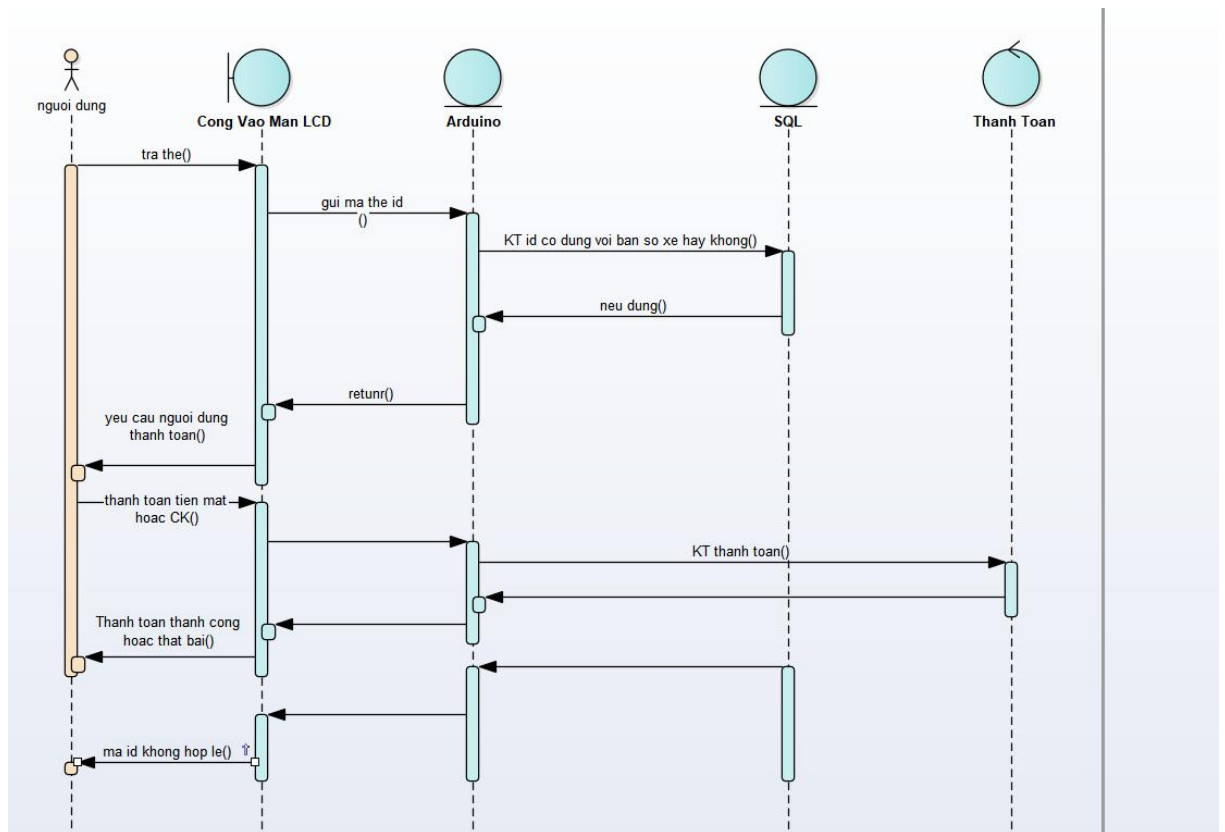 nguoi dung
Cong Vao Man LCD
Arduino
SQL
Thanh Toan
tra the()
gui ma the id
()
KT id co dung voi ban so xe hay khong()
neu dung()
retunr()
yeu cau nguoi dung
thanh toan()
thanh toan tien mat
hoac CK()
KT thanh toan()
Thanh toan thanh cong
hoac that bai()
ma id khong hop le()